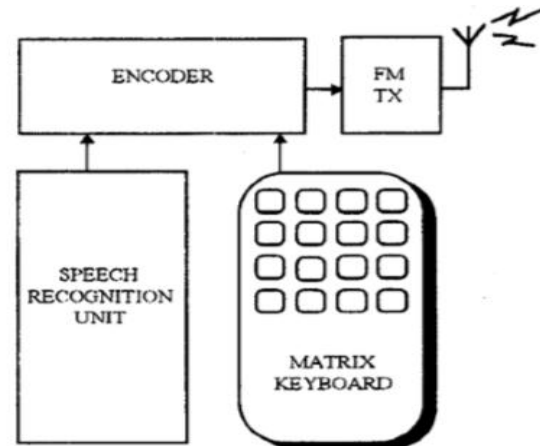 ENCODER
FM
TX
SPEECH
RECOGNITION
UNIT
MATRIX
KEYBOARD